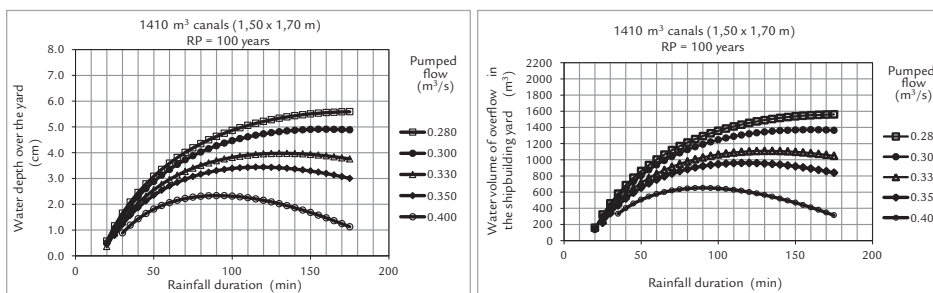 1410 m³ canals (1,50 x 1,70 m)
RP = 100 years
Water depth over the yard
(cm)
8.0
7.0
6.0
5.0
4.0
3.0
2.0
1.0
0.0
0
50
100
150
200
Rainfall duration (min)
Pumped
flow
(m³/s)
0.280
0.300
0.330
0.350
0.400
1410 m³ canals (1,50 x 1,70 m)
RP = 100 years
Water volume of overflow in
the shipbuilding yard (m³)
2200
2000
1800
1600
1400
1200
1000
800
600
400
200
0
0
50
100
150
200
Rainfall duration (min)
Pumped
flow
(m³/s)
0.28
0.30
0.33
0.35
0.40